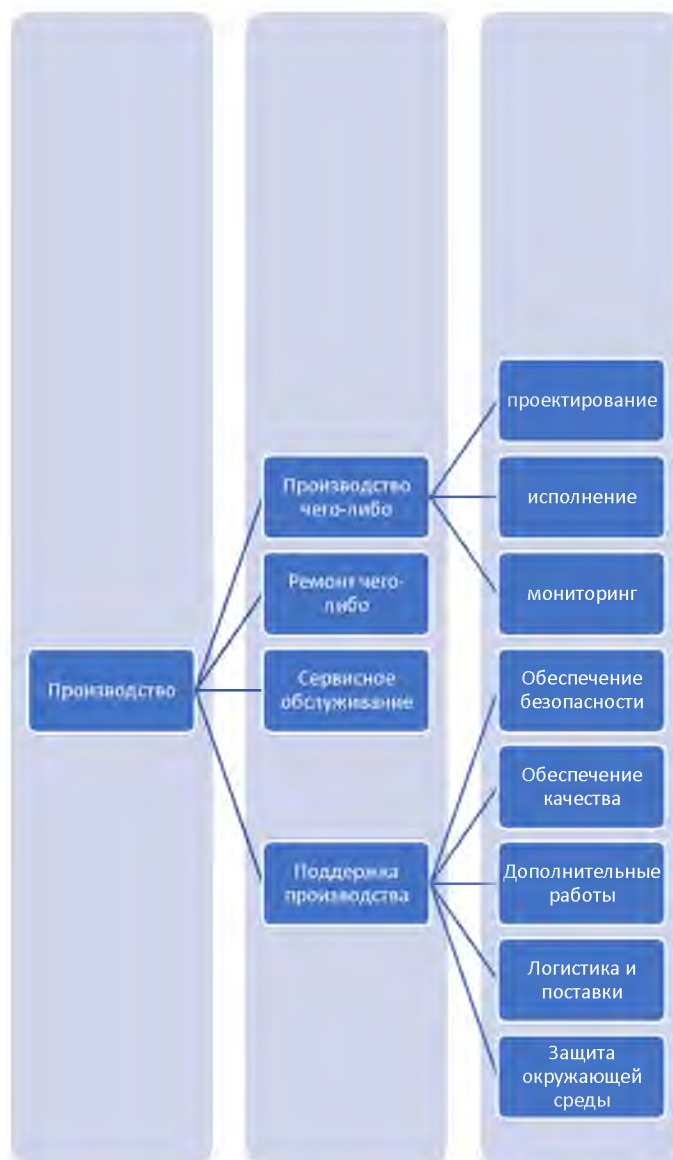 Производство
Производство
чего-либо
Ремонт чего-
либо
Сервисное
обслуживание
Поддержка
производства
проектирование
исполнение
мониторинг
Обеспечение
безопасности
Обеспечение
качества
Дополнительные
работы
Логистика и
поставки
Защита
окружающей
среды